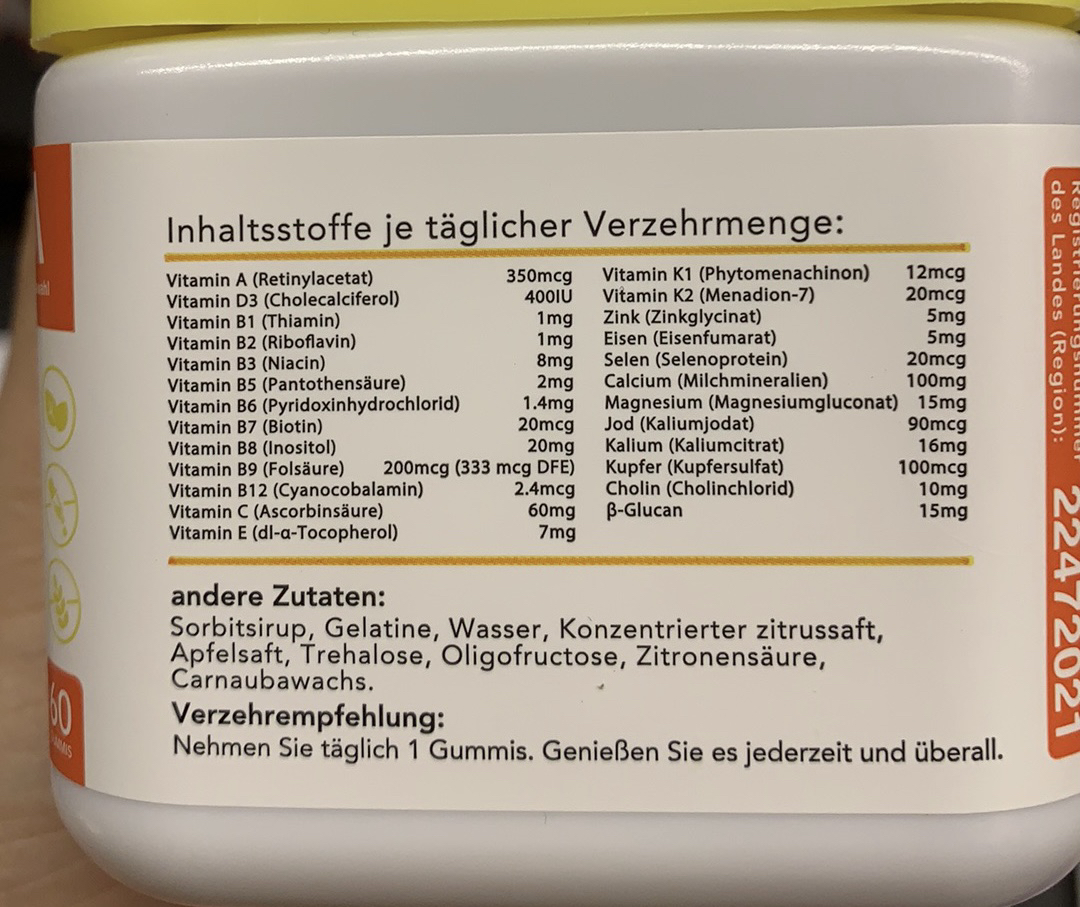 Inhaltsstoffe je täglicher Verzehrmenge:
Vitamin A (Retinylacetat) 350mcg
Vitamin D3 (Cholecalciferol) 400IU
Vitamin B1 (Thiamin) 1mg
Vitamin B2 (Riboflavin) 1mg
Vitamin B3 (Niacin) 8mg
Vitamin B5 (Pantothensäure) 2mg
Vitamin B6 (Pyridoxinhydrochlorid) 1.4mg
Vitamin B7 (Biotin) 20mcg
Vitamin B8 (Inositol) 20mg
Vitamin B9 (Folsäure) 200mcg (333 mcg DFE)
Vitamin B12 (Cyanocobalamin) 2.4mcg
Vitamin C (Ascorbinsäure) 60mg
Vitamin E (dl-α-Tocopherol) 7mg
Vitamin K1 (Phytomenachinon) 12mcg
Vitamin K2 (Menadion-7) 20mcg
Zink (Zinkglycinat) 5mg
Eisen (Eisenfumarat) 5mg
Selen (Selenoprotein) 20mcg
Calcium (Milchmineralien) 100mg
Magnesium (Magnesiumgluconat) 15mg
Jod (Kaliumjodat) 90mcg
Kalium (Kaliumcitrat) 16mg
Kupfer (Kupfersulfat) 100mcg
Cholin (Cholinchlorid) 10mg
β-Glucan 15mg
andere Zutaten:
Sorbitsirup, Gelatine, Wasser, Konzentrierter zitrussaft,
Apfelsaft, Trehalose, Oligofructose, Zitronensäure,
Carnaubawachs.
Verzehrempfehlung:
Nehmen Sie täglich 1 Gummis. Genießen Sie es jederzeit und überall.
60
Registrierungsnummer
des Landes (Region):
22472021